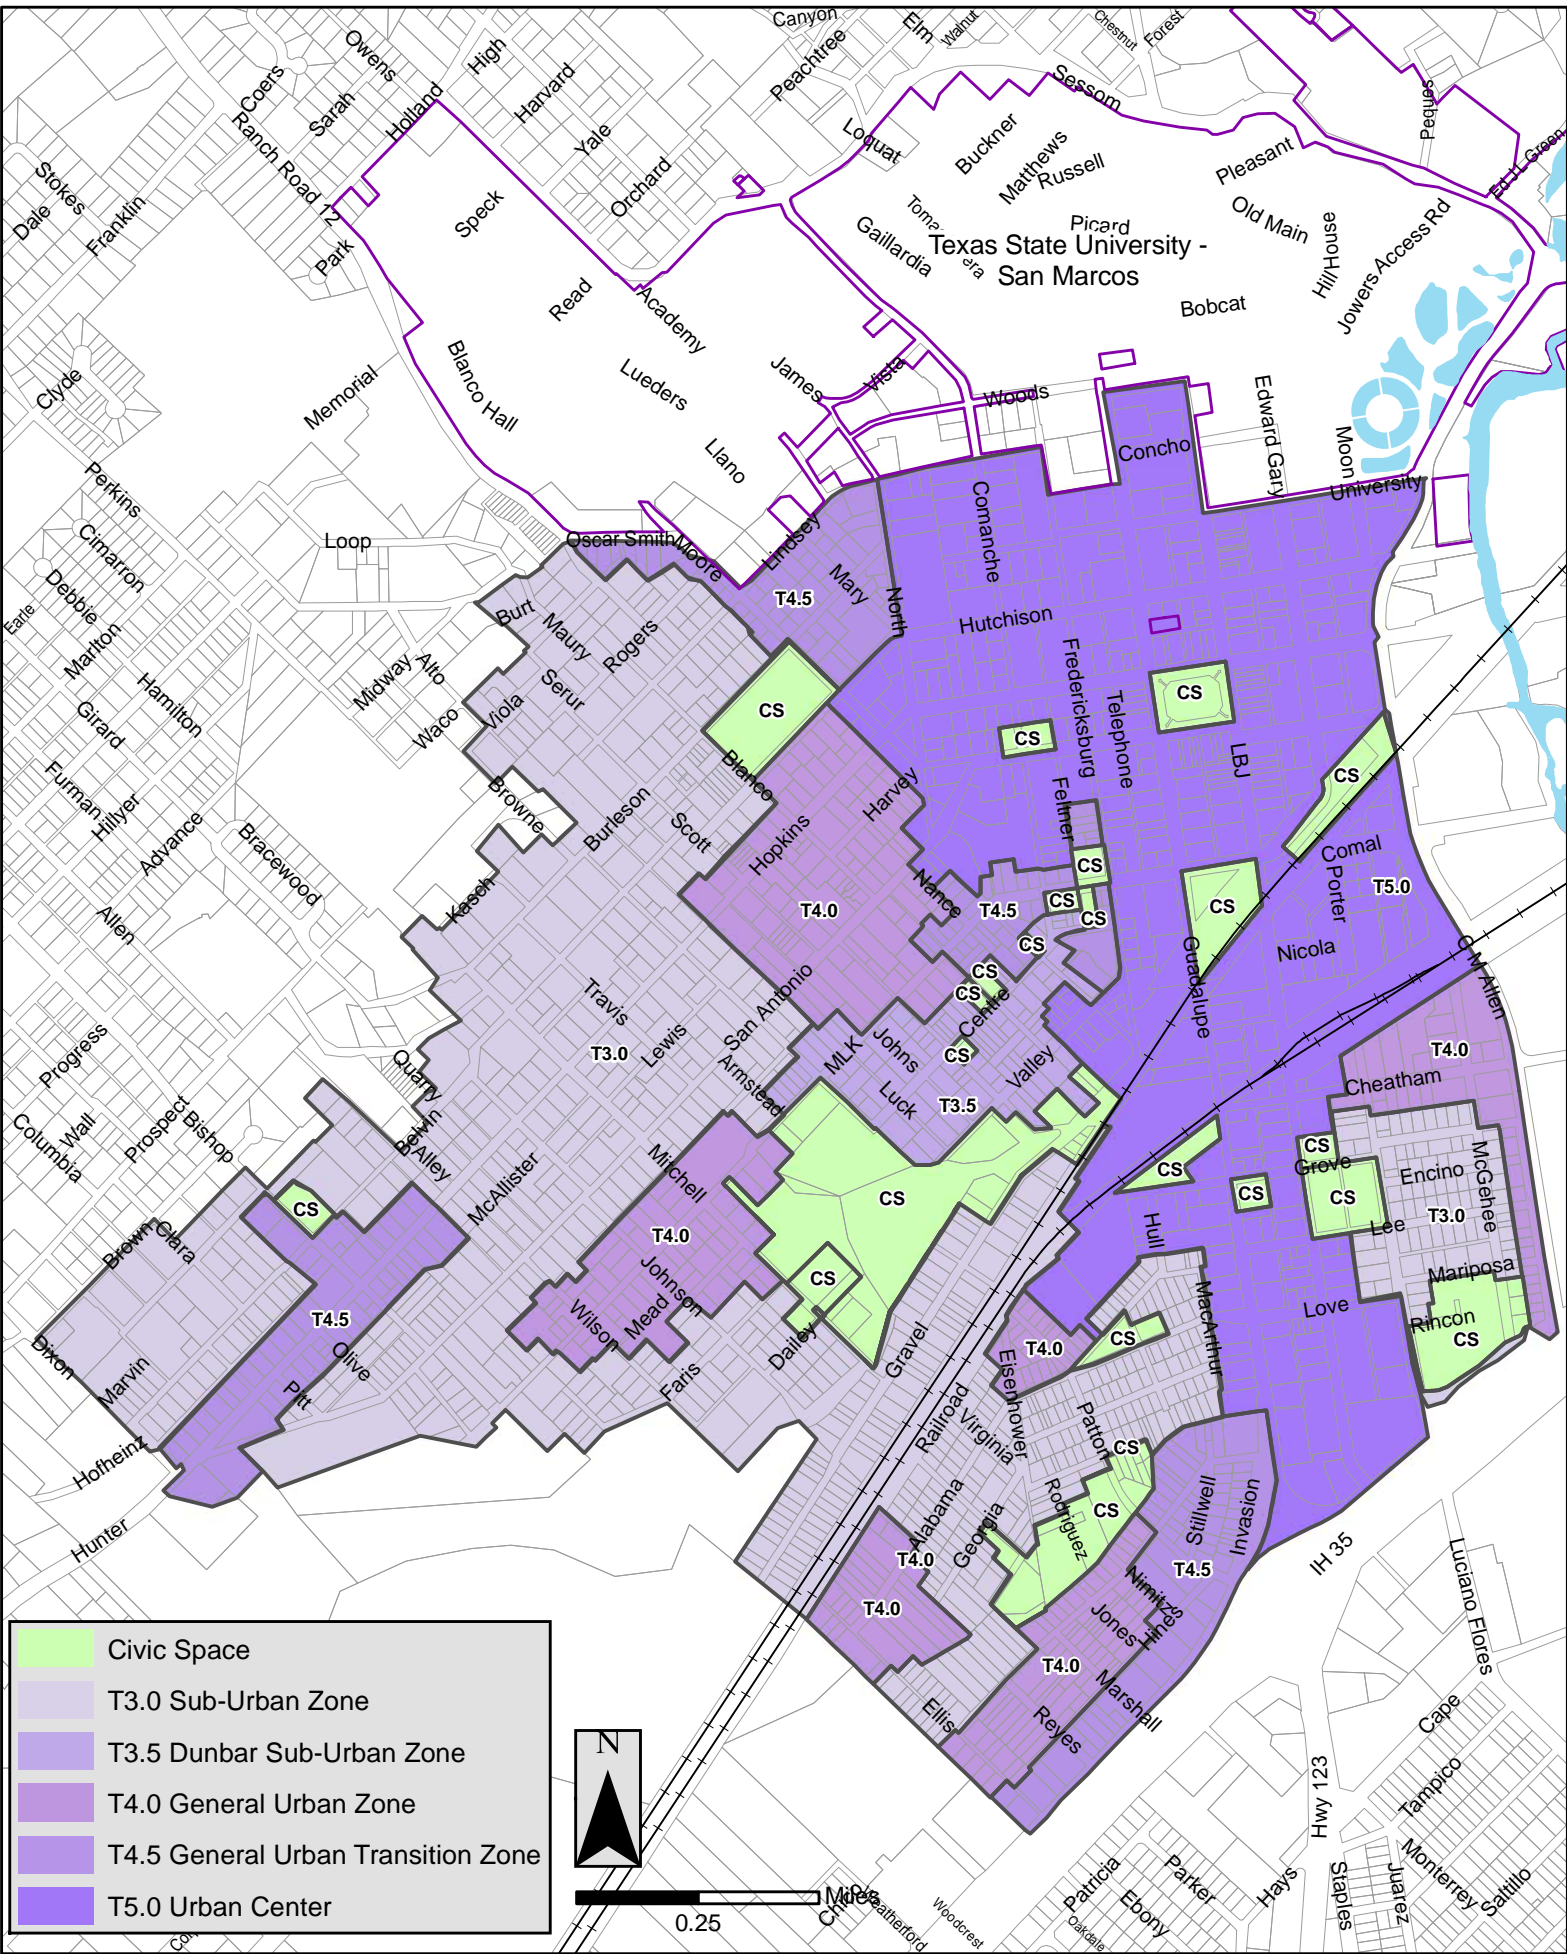 Canyon
Elm
Walnut
Chestnut
Forest
Owens
High
Peachtree
Coers
Sarah
Holland
Harvard
Sessom
Peques
Ranch Road 12
Yale
Loquat
Buckner
Matthews
Russell
Pleasant
Ed JL Green
Stokes
Dale
Franklin
Speck
Orchard
Park
Gaillardia
Picard
Old Main
Hill House
Jowers Access Rd
Texas State University -
San Marcos
Read
Academy
Bobcat
Clyde
Memorial
Blanco Hall
Lueders
James
Vista
Woods
Edward Gary
Moon
Llano
Concho
University
Perkins
Comanche
Cimarron
Loop
Oscar Smith
Moore
Lindsey
Mary
North
T4.5
Debbie
Earle
Marlton
Burt
Maury
Rogers
Hutchison
Midway
Alto
Hamilton
Girard
Waco
Viola
Serur
Fredericksburg
Telephone
LBJ
CS
CS
CS
CS
Furman
Hillyer
Browne
Blanco
Harvey
Feltner
Advance
Bracewood
Burleson
Scott
Hopkins
Comal
Porter
T5.0
Kasch
Nance
CS
CS
CS
CS
T4.0
T4.5
Allen
CS
Guadalupe
Nicola
C M Allen
Travis
San Antonio
CS
CS
Centre
Progress
T3.0
Lewis
MLK
Johns
CS
Valley
T4.0
Quarry
Armstead
Luck
T3.5
Cheatham
Columbia
Wall
Prospect
Bishop
Belvin
Alley
McAllister
Mitchell
CS
CS
CS
CS
CS
CS
Grove
Encino
McGehee
T3.0
Lee
Brown
Clara
T4.0
Hull
CS
Johnson
Mariposa
T4.5
Wilson
Mead
MacArthur
Love
Rincon
CS
Dixon
Marvin
Olive
Pitt
Dailey
Gravel
T4.0
CS
Faris
Eisenhower
Railroad
Virginia
Patton
CS
Hofheinz
Hunter
Alabama
Georgia
Rodriguez
CS
Stillwell
Invasion
IH 35
T4.0
T4.5
Luciano Flores
T4.0
Nimitz
Jones
Hines
T4.0
Marshall
Ellis
Reyes
Cape
Tampico
Hwy 123
Civic Space
T3.0 Sub-Urban Zone
T3.5 Dunbar Sub-Urban Zone
T4.0 General Urban Zone
T4.5 General Urban Transition Zone
T5.0 Urban Center
N
Miles
0.25
Woodcrest
Oakdale
Patricia
Ebony
Parker
Hays
Staples
Juarez
Monterrey
Saltillo